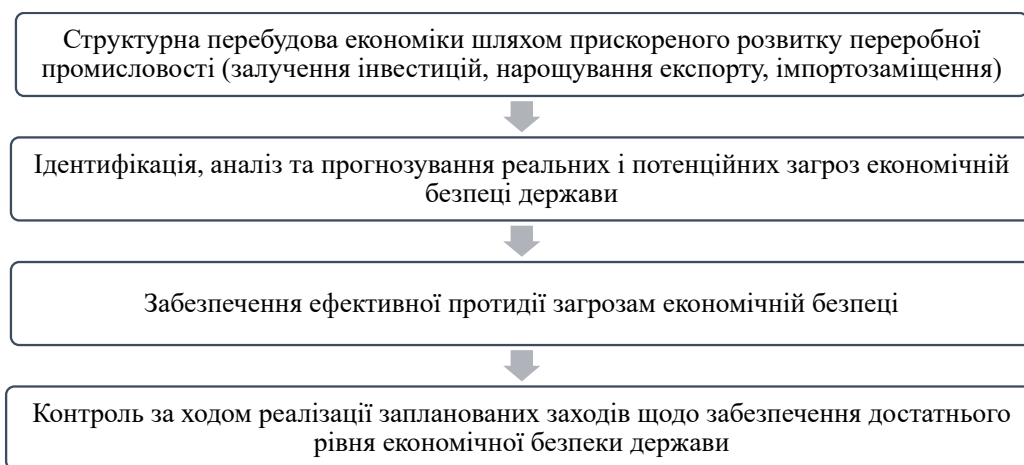 Структурна перебудова економіки шляхом прискореного розвитку переробної
промисловості (залучення інвестицій, нарощування експорту, імпортозаміщення)
Ідентифікація, аналіз та прогнозування реальних і потенційних загроз економічній
безпеці держави
Забезпечення ефективної протидії загрозам економічній безпеці
Контроль за ходом реалізації запланованих заходів щодо забезпечення достатнього
рівня економічної безпеки держави